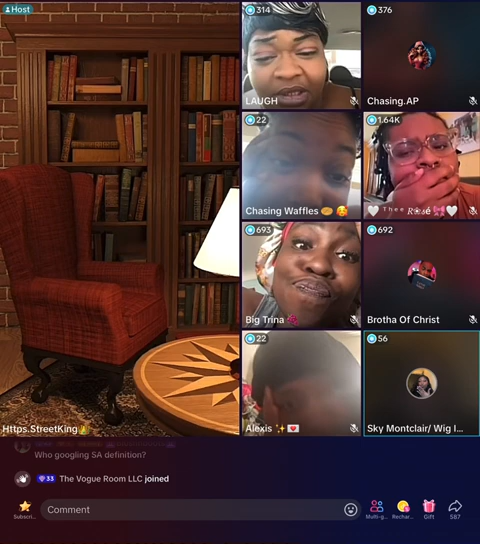 Host
314
LAUGH
376
Chasing.AP
22
Chasing Waffles 🥯 🥰
1.64K
🤍 ᵀʰᵉᵉ 𝑅❀𝓈é 🎀🤍
693
Big Trina
692
Brotha Of Christ
Https.StreetKing
22
Alexis ✨💌
56
Sky Montclair/ Wig I...
Who googling SA definition?
33 The Vogue Room LLC joined
Subscri...
Comment
Multi-g...
Rechar...
Gift
587